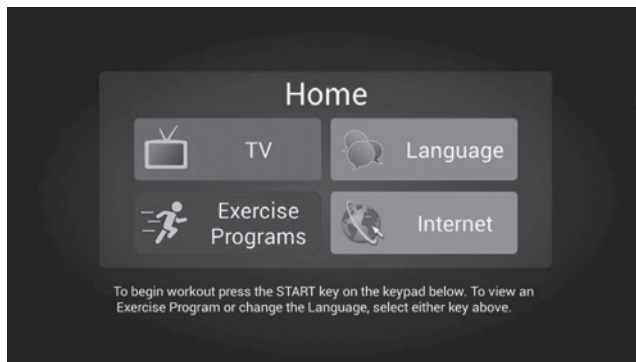 Home
TV
Language
Exercise
Programs
Internet
To begin workout press the START key on the keypad below. To view an
Exercise Program or change the Language, select either key above.